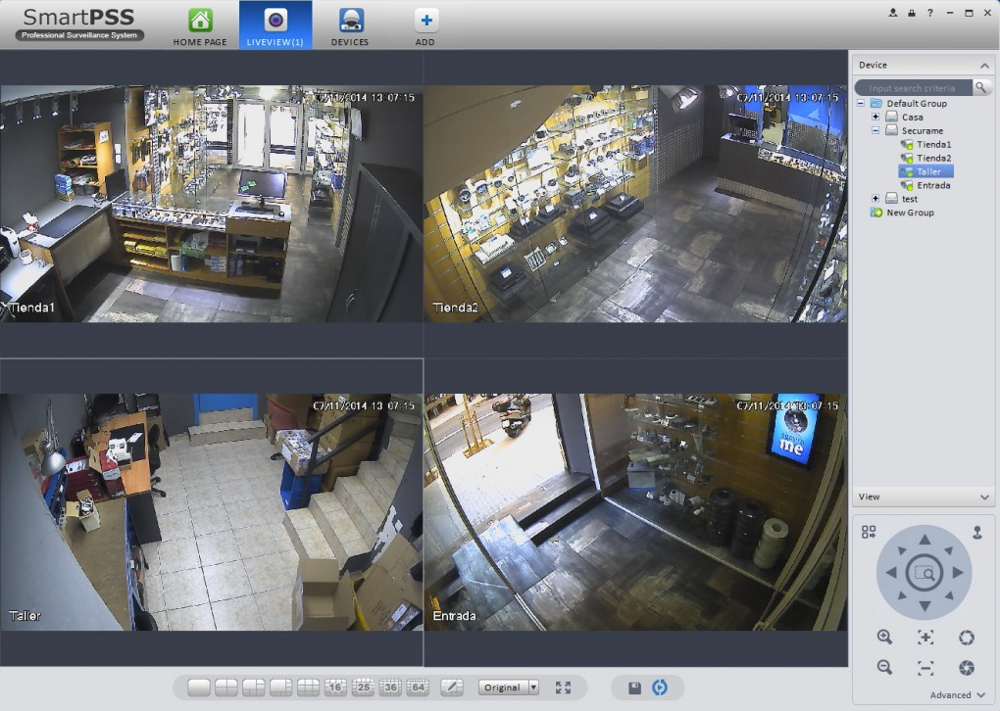 SmartPSS
Professional Surveillance System
HOME PAGE
LIVEVIEW(1)
DEVICES
ADD
?
Device
Input search criteria
Default Group
Casa
Securame
Tienda1
Tienda2
Taller
Entrada
test
New Group
07/11/2014 13 07:15
Tienda1
07/11/2014 13 07:15
Tienda2
07/11/2014 13 07:15
Taller
07/11/2014 13 07:15
me
Entrada
View
Advanced
16
25
36
64
Original